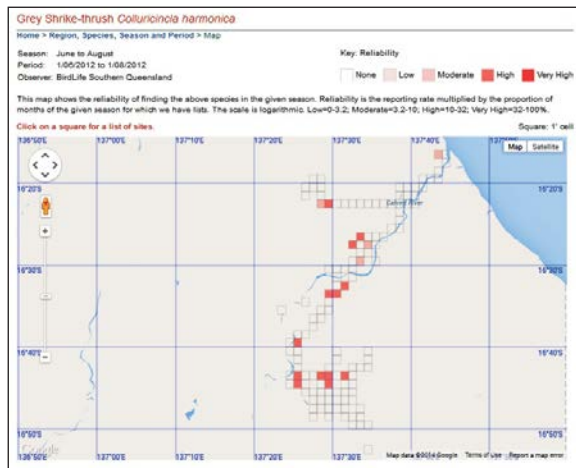 Grey Shrike-thrush Colluricincla harmonica
Home > Region, Species, Season and Period > Map
Season: June to August
Period: 1/06/2012 to 1/08/2012
Observer: BirdLife Southern Queensland
Key: Reliability
None Low Moderate High Very High
This map shows the reliability of finding the above species in the given season. Reliability is the reporting rate multiplied by the proportion of
months of the given season for which we have lists. The scale is logarithmic. Low=0-3.2; Moderate=3.2-10; High=10-32; Very High=32-100%.
Click on a square for a list of sites.
Square: 1' cell
136°50'E 137°00'E 137°10'E 137°20'E 137°30'E 137°40'E 137°50'E
Map Satellite
16°20'S 16°20'S
Calvert River
16°30'S 16°30'S
16°40'S 16°40'S
16°50'S 16°50'S
136°50'E 137°00'E 137°10'E 137°20'E 137°30'E 137°40'E 137°50'E
Google
Map data ©2014 Google Terms of Use Report a map error